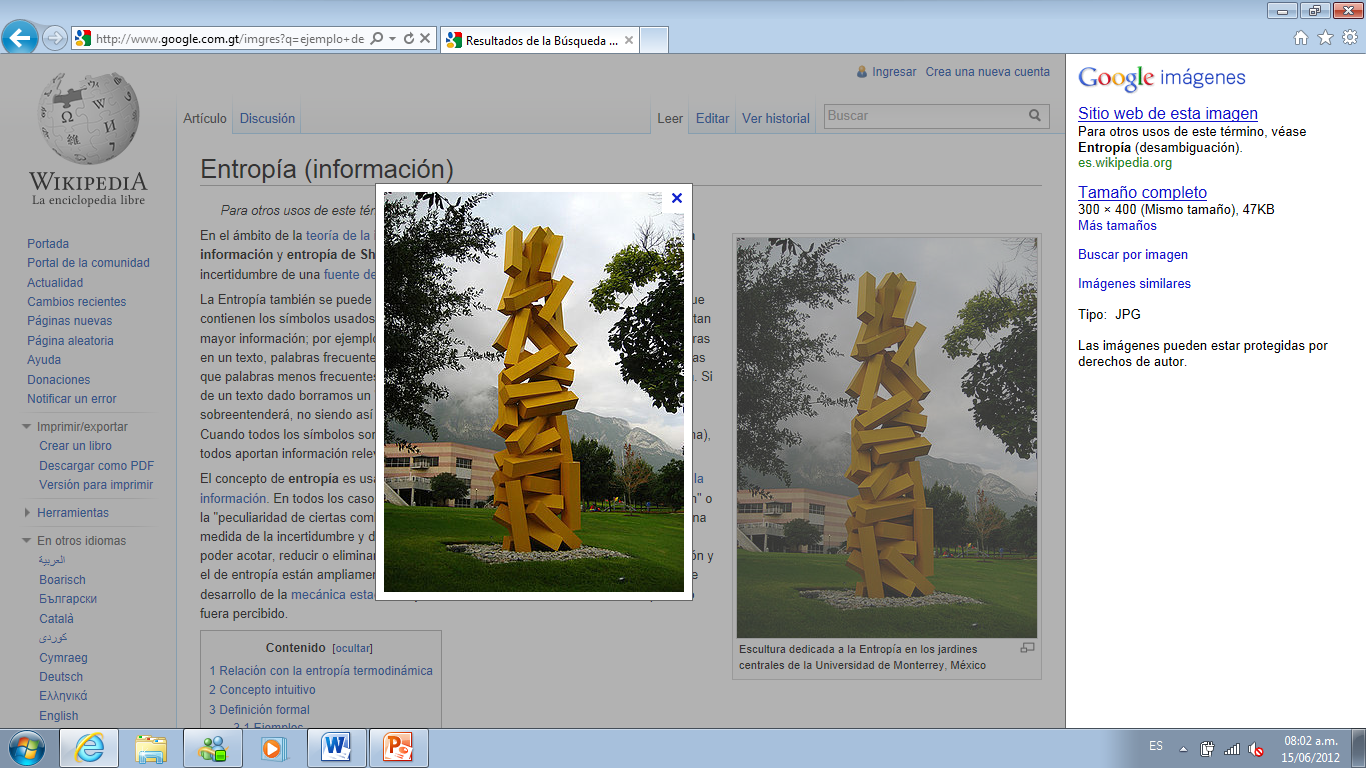 http://www.google.com.gt/imgres?q=ejemplo+de
Resultados de la Búsqueda ...
Ingresar Crea una nueva cuenta
Artículo Discusión Leer Editar Ver historial Buscar
WIKIPEDIA
La enciclopedia libre
Portada
Portal de la comunidad
Actualidad
Cambios recientes
Páginas nuevas
Página aleatoria
Ayuda
Donaciones
Notificar un error
Imprimir/exportar
Crear un libro
Descargar como PDF
Versión para imprimir
Herramientas
En otros idiomas
العربية
Boarisch
Български
Català
کوردی
Cymraeg
Deutsch
Ελληνικά
English
Entropía (información)
Para otros usos de este
En el ámbito de la teoría de la
información y entropía de
incertidumbre de una fuente de
La Entropía también se puede que
contienen los símbolos usados
mayor información; por ejemplo
en un texto, palabras frecuente
que palabras menos frecuentes Si
de un texto dado borramos un
sobreentenderá, no siendo así
Cuando todos los símbolos
todos aportan información
El concepto de entropía es la
información. En todos los o
la "peculiaridad de ciertas
medida de la incertidumbre y
poder acotar, reducir o y
el de entropía están
desarrollo de la mecánica
fuera percibido.
Contenido [ocultar]
1 Relación con la entropía termodinámica
2 Concepto intuitivo
3 Definición formal
3.1 Ejemplos
Escultura dedicada a la Entropía en los jardines
centrales de la Universidad de Monterrey, México
Google imágenes
Sitio web de esta imagen
Para otros usos de este término, véase
Entropía (desambiguación).
es.wikipedia.org
Tamaño completo
300 × 400 (Mismo tamaño), 47KB
Más tamaños
Buscar por imagen
Imágenes similares
Tipo: JPG
Las imágenes pueden estar protegidas por
derechos de autor.
ES
08:02 a.m.
15/06/2012